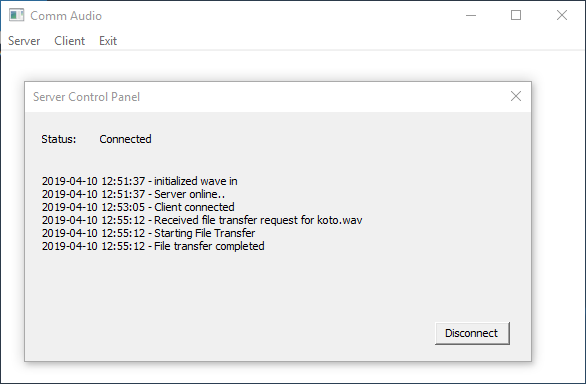 Comm Audio
Server Client Exit
Server Control Panel
Status: Connected
2019-04-10 12:51:37 - initialized wave in
2019-04-10 12:51:37 - Server online..
2019-04-10 12:53:05 - Client connected
2019-04-10 12:55:12 - Received file transfer request for koto.wav
2019-04-10 12:55:12 - Starting File Transfer
2019-04-10 12:55:12 - File transfer completed
Disconnect